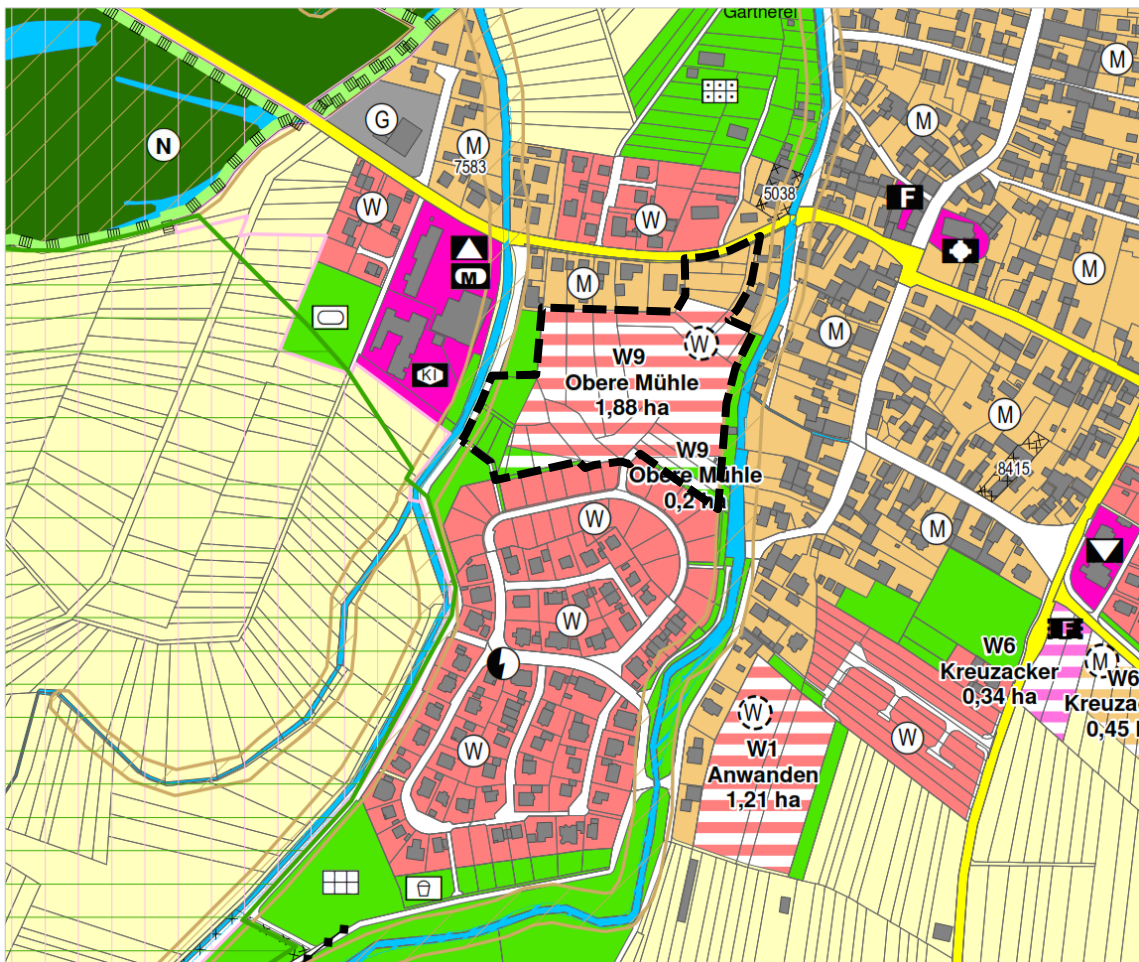 Gärtnerei
M
G
M
N
M
7583
5038
F
W
W
M
M
M
M
W
W9
Obere Mühle
1,88 ha
KI
M
M
W9
Obere Mühle
0,2 ha
8415
W
M
W
F
W6
Kreuzacker
0,34 ha
M
W6
Kreuzac
0,45 h
W
W
W
W1
Anwanden
1,21 ha